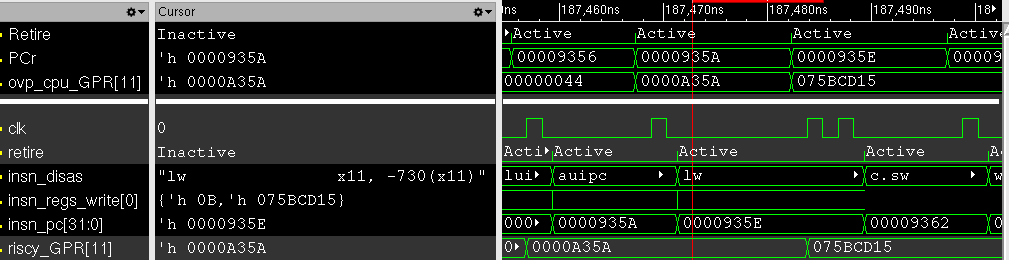 Cursor
ns 187,460ns 187,470ns 187,480ns 187,490ns 18
Retire Inactive Active Active Active Active
PCr 'h 0000935A 00009356 0000935A 0000935E 00009
ovp_cpu_GPR[11] 'h 0000A35A 00000044 0000A35A 075BCD15
clk 0
retire Inactive Acti Active Active Active
insn_disas "lw x11, -730(x11)" lui auipc lw c.sw w
insn_regs_write[0] {'h 0B,'h 075BCD15}
insn_pc[31:0] 'h 0000935A 000 0000935A 0000935E 00009362 0
riscy_GPR[11] 'h 0000A35A 0 0000A35A 075BCD15